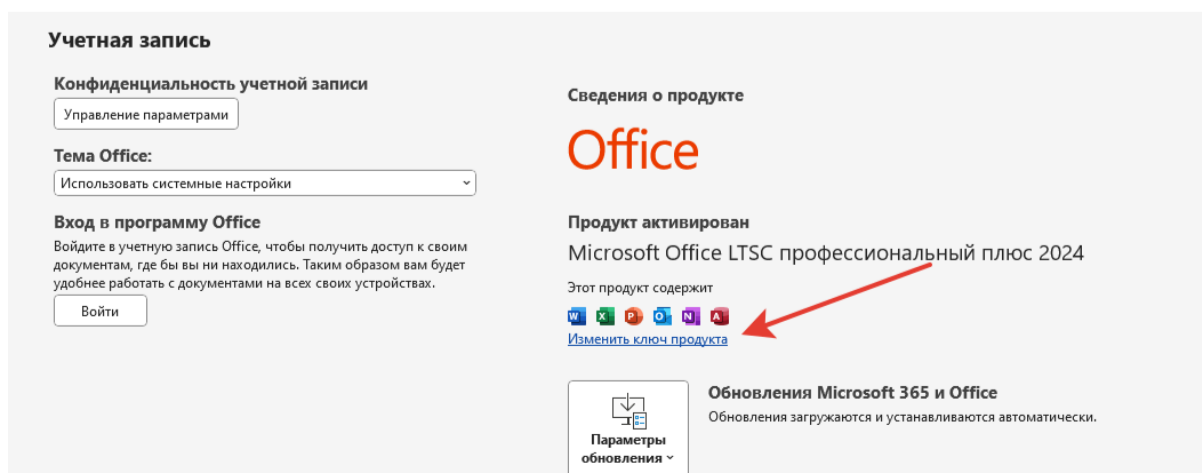 Учетная запись
Конфиденциальность учетной записи
Управление параметрами
Тема Office:
Использовать системные настройки
Вход в программу Office
Войдите в учетную запись Office, чтобы получить доступ к своим
документам, где бы вы ни находились. Таким образом вам будет
удобнее работать с документами на всех своих устройствах.
Войти
Сведения о продукте
Office
Продукт активирован
Microsoft Office LTSC профессиональный плюс 2024
Этот продукт содержит
W X P O N A
Изменить ключ продукта
Параметры
обновления
Обновления Microsoft 365 и Office
Обновления загружаются и устанавливаются автоматически.